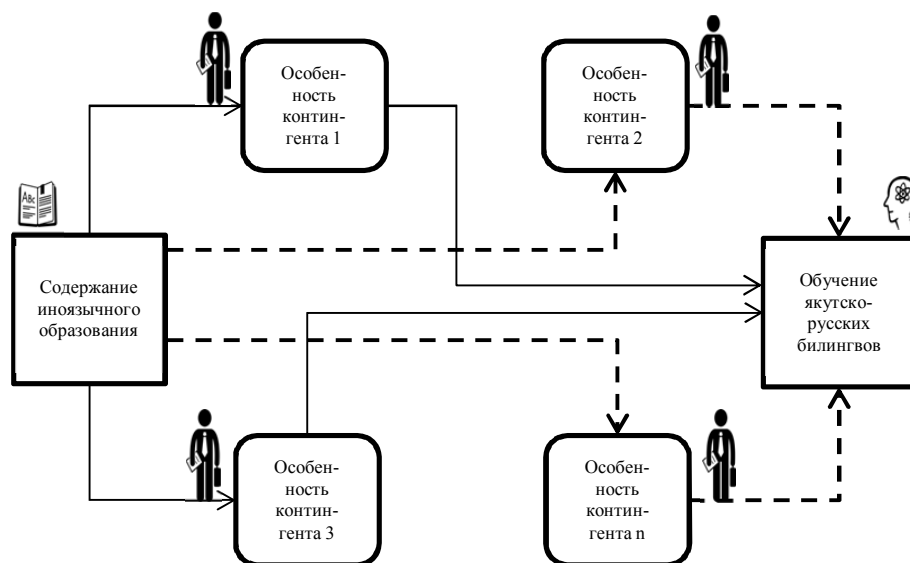 Особен-
ность
контин-
гента 1
Особен-
ность
контин-
гента 2
ABc
Содержание
иноязычного
образования
Обучение
якутско-
русских
билингвов
Особен-
ность
контин-
гента 3
Особен-
ность
контин-
гента n